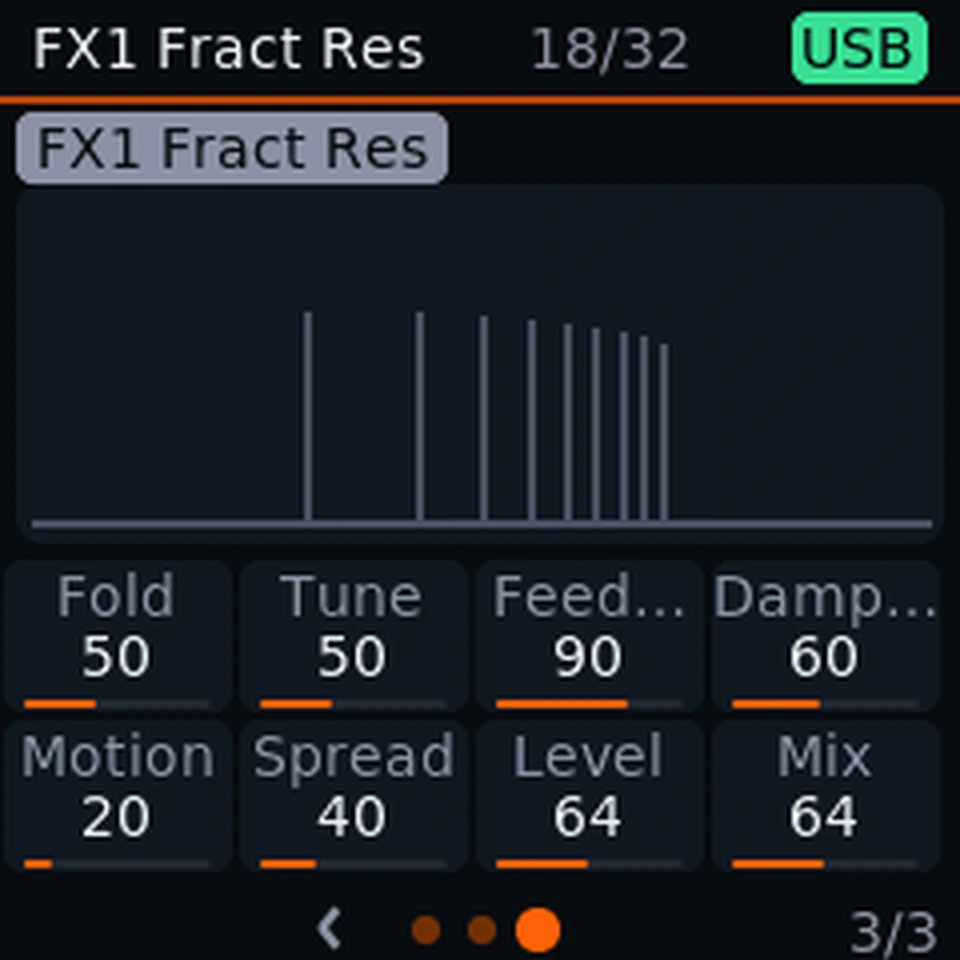 FX1 Fract Res 18/32 USB
FX1 Fract Res
Fold Tune Feed... Damp...
50 50 90 60
Motion Spread Level Mix
20 40 64 64
3/3